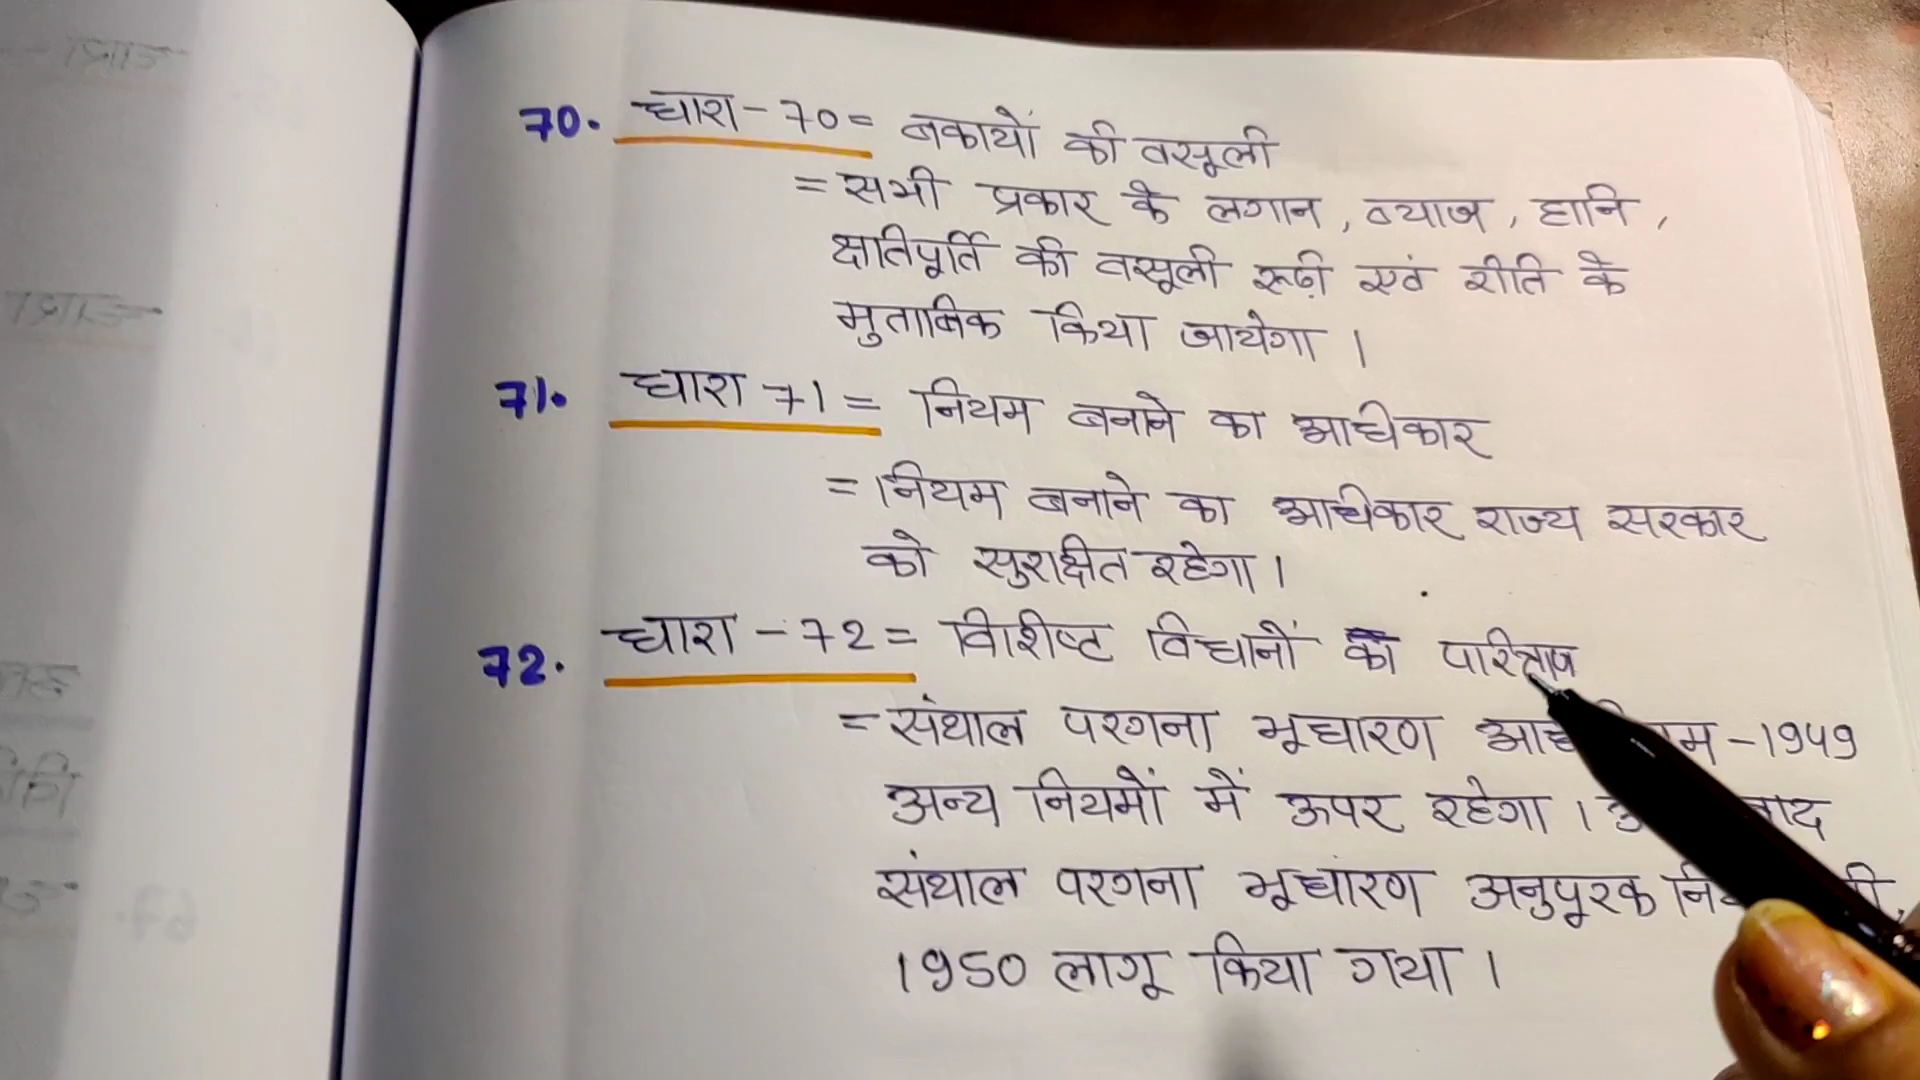 70. धारा - 70 = बकायों की वसूली
= सभी प्रकार के लगान, ब्याज, हानि,
क्षतिपूर्ति की वसूली रूढ़ी एवं रीति के
मुताबिक किया जायेगा ।
71. धारा 71 = नियम बनाने का अधिकार
= नियम बनाने का अधिकार राज्य सरकार
को सुरक्षित रहेगा ।
72. धारा - 72 = विशिष्ट विधानों का परित्राण
= संथाल परगना भूधारण - 1949
अन्य नियमों में ऊपर रहेगा ।
संथाल परगना भूधारण अनुपूरक
1950 लागू किया गया ।